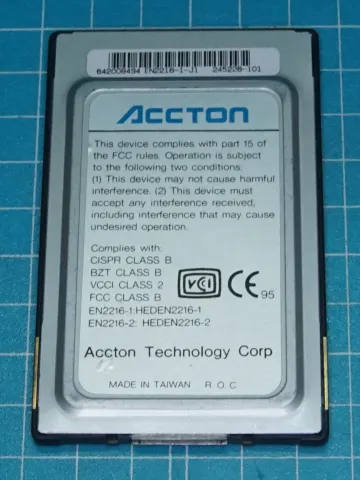 642009494 EN2218-1-J1 245228-101
ACCTON
This device complies with part 15 of
the FCC rules. Operation is subject
to the following two conditions.
(1) This device may not cause harmful
interference. (2) This device must
accept any interference received,
including interference that may cause
undesired operation.
Complies with:
CISPR CLASS B
BZT CLASS B
VCCI CLASS 2
FCC CLASS B
EN2216-1:HEDEN2216-1
EN2216-2: HEDEN2216-2
VCI
CE 95
Accton Technology Corp
MADE IN TAIWAN R O C